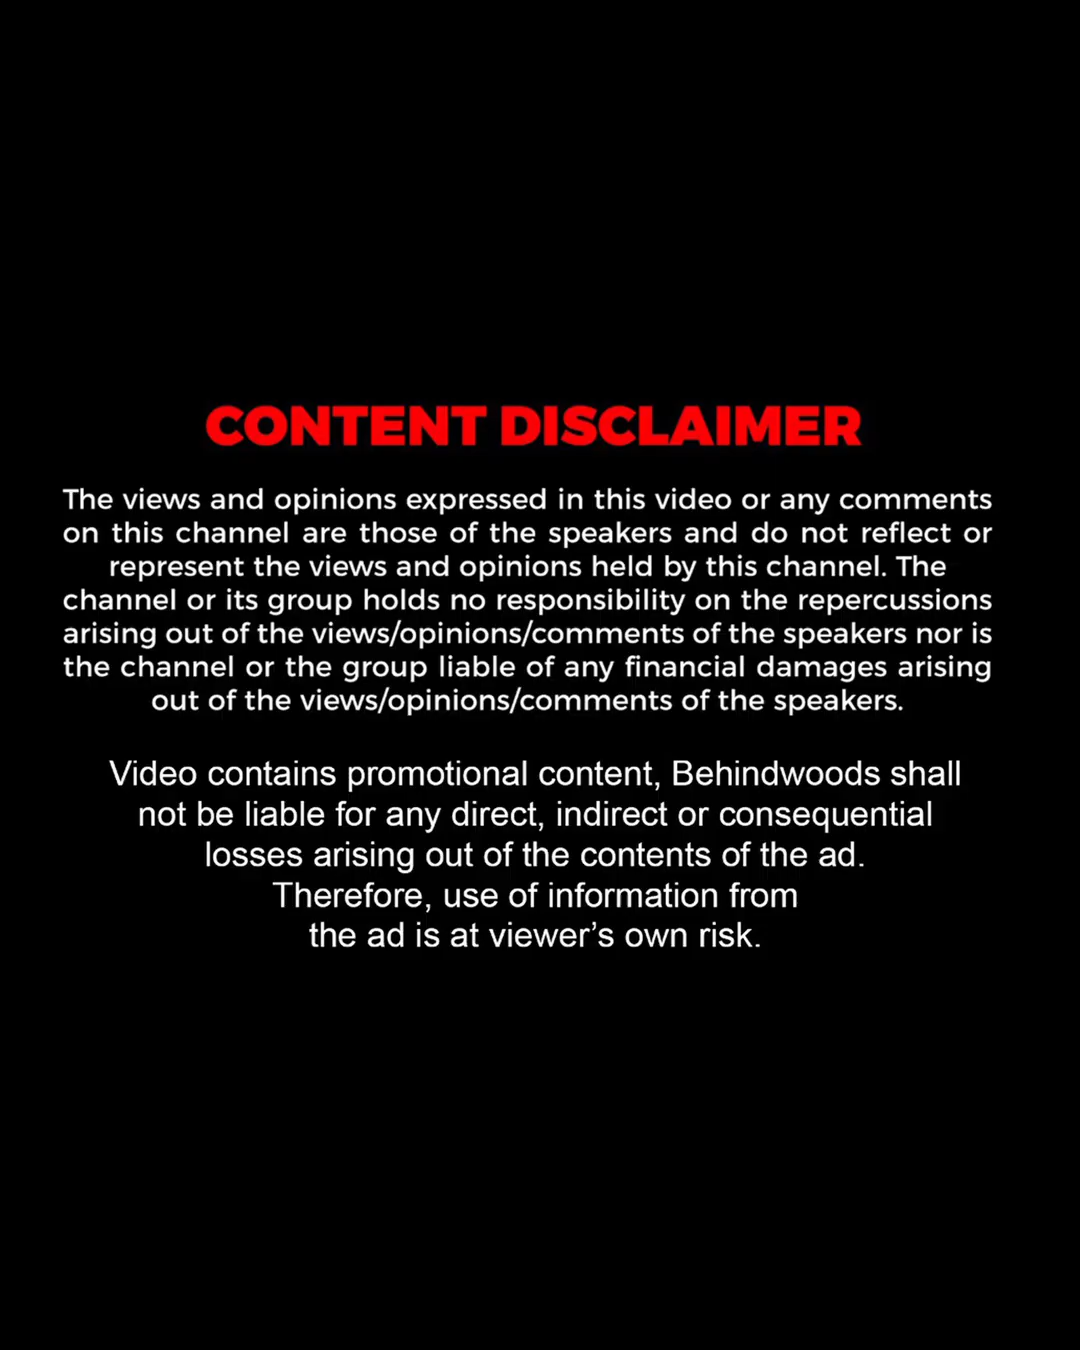 CONTENT DISCLAIMER
The views and opinions expressed in this video or any comments
on this channel are those of the speakers and do not reflect or
represent the views and opinions held by this channel. The
channel or its group holds no responsibility on the repercussions
arising out of the views/opinions/comments of the speakers nor is
the channel or the group liable of any financial damages arising
out of the views/opinions/comments of the speakers.
Video contains promotional content, Behindwoods shall
not be liable for any direct, indirect or consequential
losses arising out of the contents of the ad.
Therefore, use of information from
the ad is at viewer’s own risk.